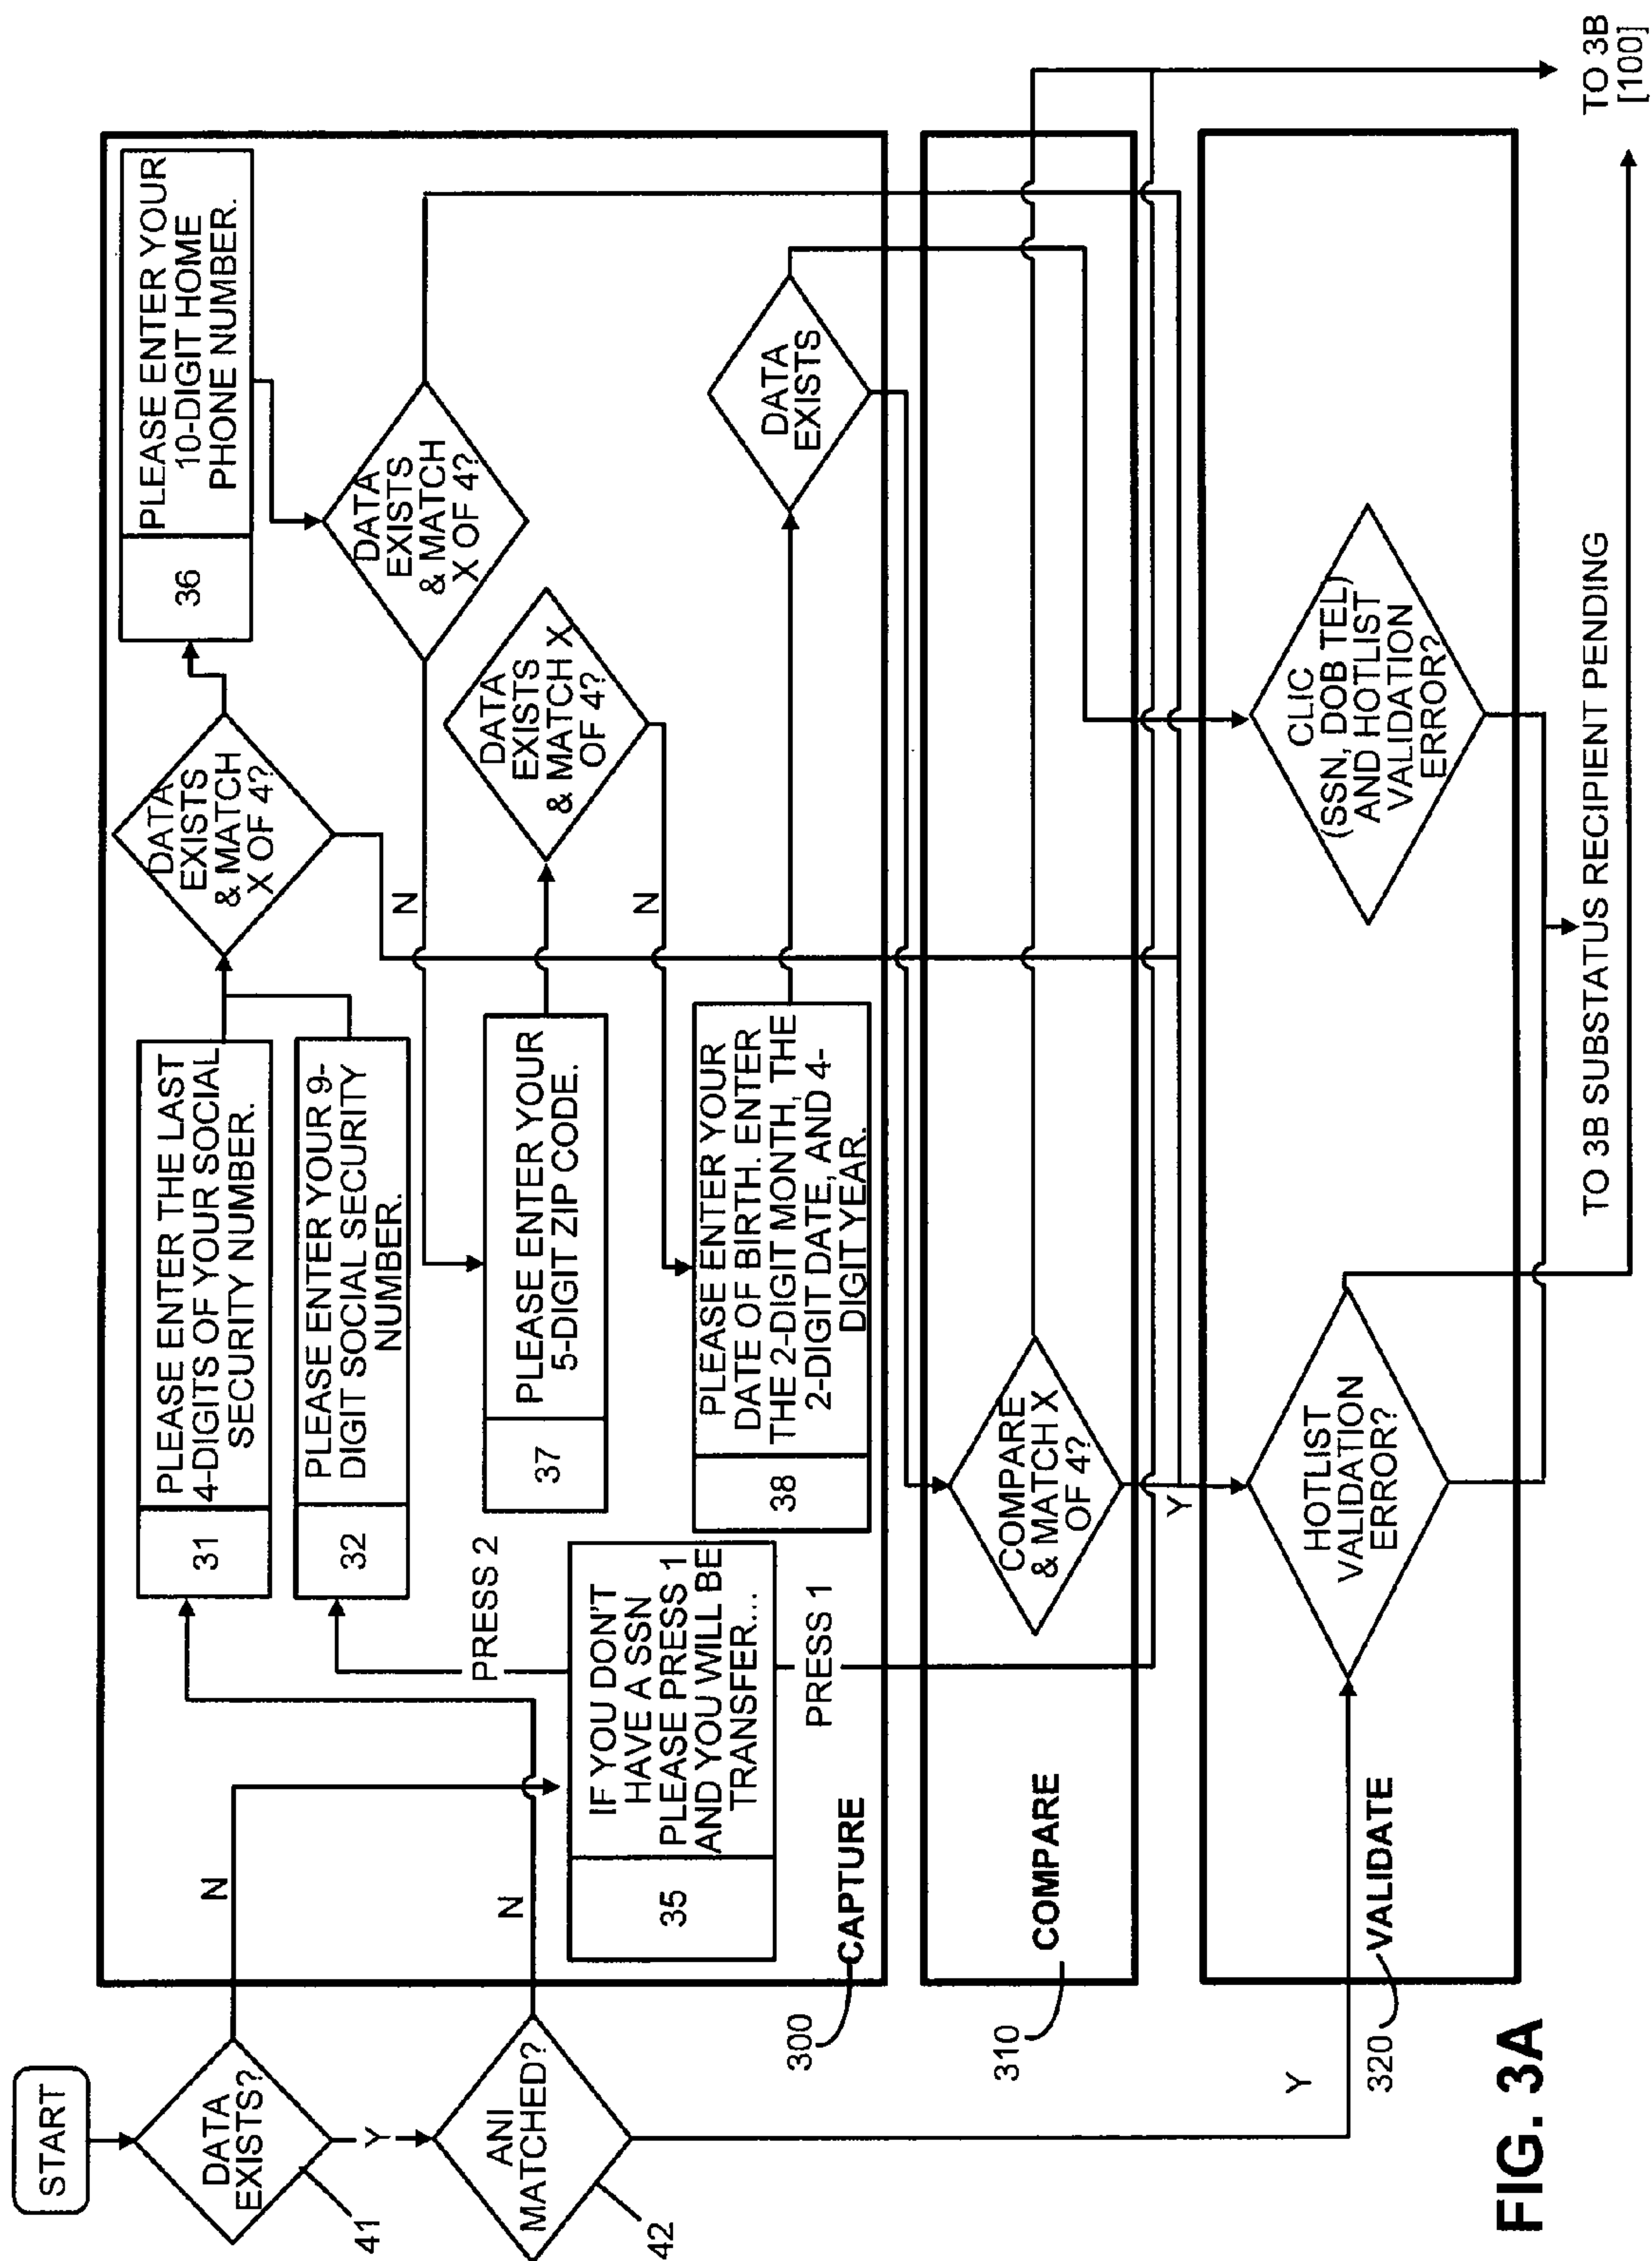 START
DATA
EXISTS?
41
Y
N
ANI
MATCHED?
42
N
Y
31
PLEASE ENTER THE LAST
4-DIGITS OF YOUR SOCIAL
SECURITY NUMBER.
32
PLEASE ENTER YOUR 9-
DIGIT SOCIAL SECURITY
NUMBER.
PRESS 2
35
IF YOU DON'T
HAVE A SSN
PLEASE PRESS 1
AND YOU WILL BE
TRANSFER...
PRESS 1
DATA
EXISTS
& MATCH
X OF 4?
36
PLEASE ENTER YOUR
10-DIGIT HOME
PHONE NUMBER.
DATA
EXISTS
& MATCH
X OF 4?
N
37
PLEASE ENTER YOUR
5-DIGIT ZIP CODE.
DATA
EXISTS
& MATCH X
OF 4?
N
38
PLEASE ENTER YOUR
DATE OF BIRTH. ENTER
THE 2-DIGIT MONTH, THE
2-DIGIT DATE, AND 4-
DIGIT YEAR.
DATA
EXISTS
300
CAPTURE
310
COMPARE
COMPARE
& MATCH X
OF 4?
Y
320
VALIDATE
HOTLIST
VALIDATION
ERROR?
CLIC
(SSN, DOB TEL)
AND HOTLIST
VALIDATION
ERROR?
TO 3B SUBSTATUS RECIPIENT PENDING
TO 3B
[100]
FIG. 3A